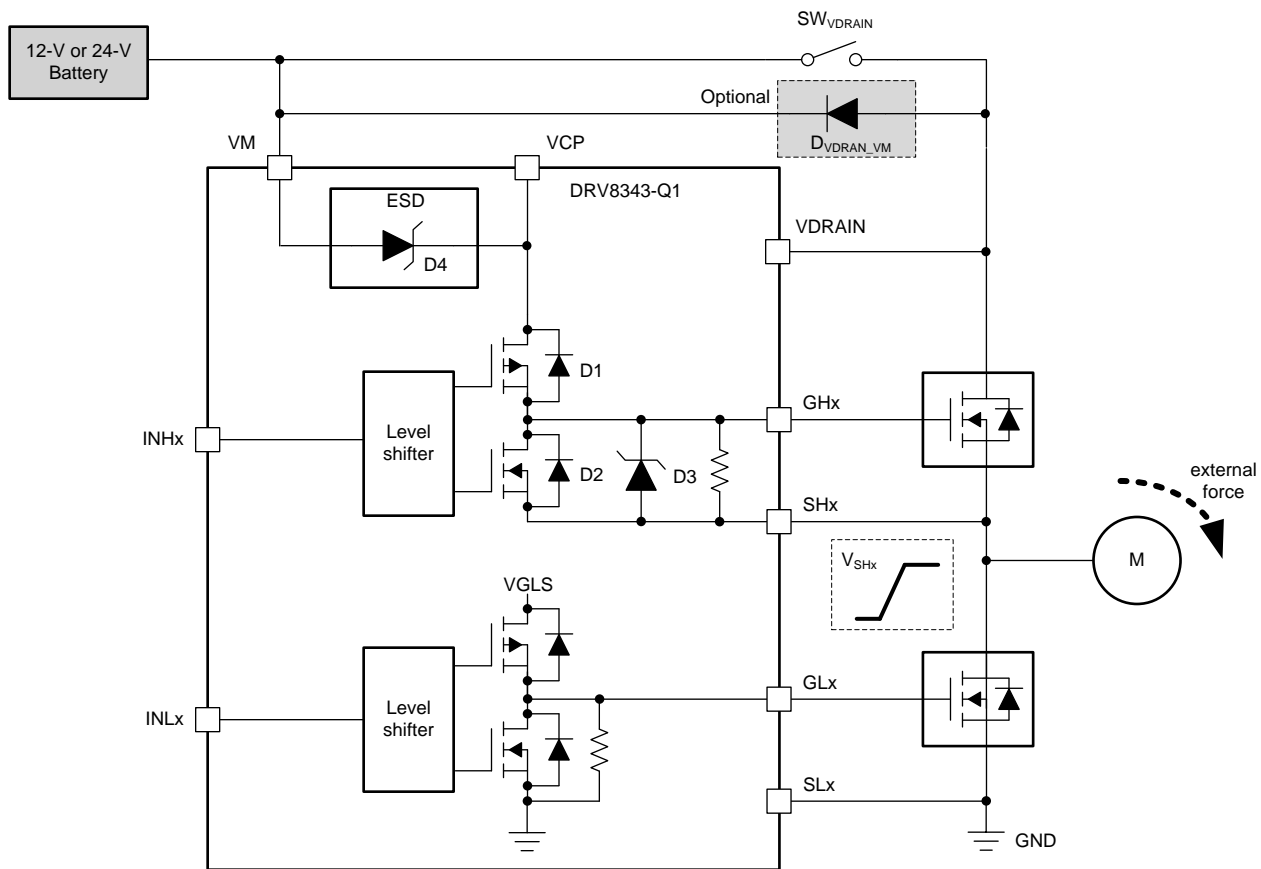 SWVDRAIN
12-V or 24-V
Battery
Optional
DVDRAN_VM
VM
VCP
DRV8343-Q1
ESD
D4
VDRAIN
D1
GHx
INHx
Level
shifter
D2
D3
external
force
SHx
VSHx
M
VGLS
GLx
INLx
Level
shifter
SLx
GND